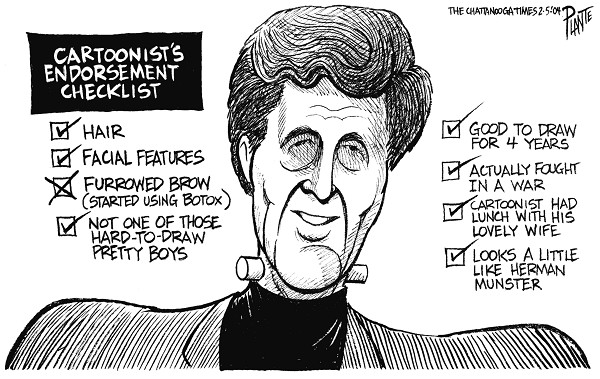 THE CHATTANOOGA TIMES 2·5·'04
PLANTE
CARTOONIST'S
ENDORSEMENT
CHECKLIST
HAIR
FACIAL FEATURES
FURROWED BROW
(STARTED USING BOTOX)
NOT ONE OF THOSE
HARD-TO-DRAW
PRETTY BOYS
GOOD TO DRAW
FOR 4 YEARS
ACTUALLY FOUGHT
IN A WAR
CARTOONIST HAD
LUNCH WITH HIS
LOVELY WIFE
LOOKS A LITTLE
LIKE HERMAN
MUNSTER